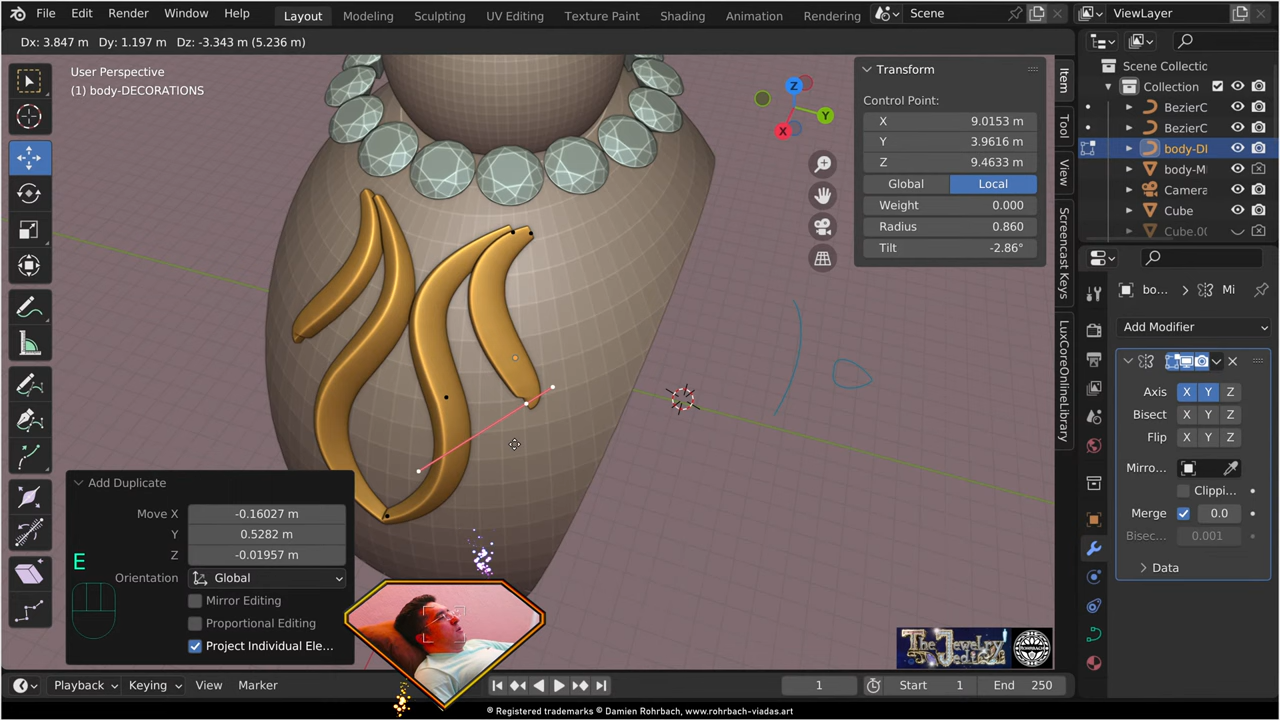 File Edit Render Window Help Layout Modeling Sculpting UV Editing Texture Paint Shading Animation Rendering Scene ViewLayer
Dx: 3.847 m Dy: 1.197 m Dz: -3.343 m (5.236 m)
User Perspective
(1) body-DECORATIONS
Z
Y
X
Transform
Control Point:
X 9.0153 m
Y 3.9616 m
Z 9.4633 m
Global Local
Weight 0.000
Radius 0.860
Tilt -2.86°
Item
Tool
View
Screencast Keys
LuxCoreOnlineLibrary
Scene Collectic
Collection
BezierC
BezierC
body-DI
body-M
Camera
Cube
Cube.00
bo... Mi
Add Modifier
Axis X Y Z
Bisect X Y Z
Flip X Y Z
Mirro...
Clippi...
Merge 0.0
Bisec... 0.001
Data
Add Duplicate
Move X -0.16027 m
Y 0.5282 m
Z -0.01957 m
Orientation Global
Mirror Editing
Proportional Editing
Project Individual Ele...
E
The Jewelry
Jedi
ROHRBACH
Playback Keying View Marker 1 Start 1 End 250
® Registered trademarks © Damien Rohrbach, www.rohrbach-viadas.art